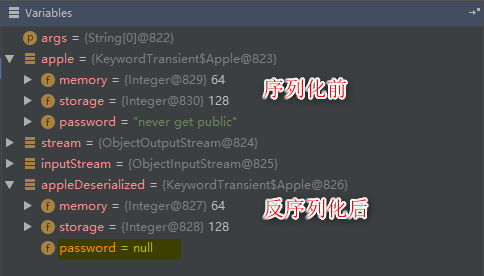 Variables
args = {String[0]@822}
apple = {KeywordTransient$Apple@823}
memory = {Integer@829} 64
storage = {Integer@830} 128
password = "never get public"
序列化前
stream = {ObjectOutputStream@824}
inputStream = {ObjectInputStream@825}
appleDeserialized = {KeywordTransient$Apple@826}
memory = {Integer@827} 64
storage = {Integer@828} 128
password = null
反序列化后